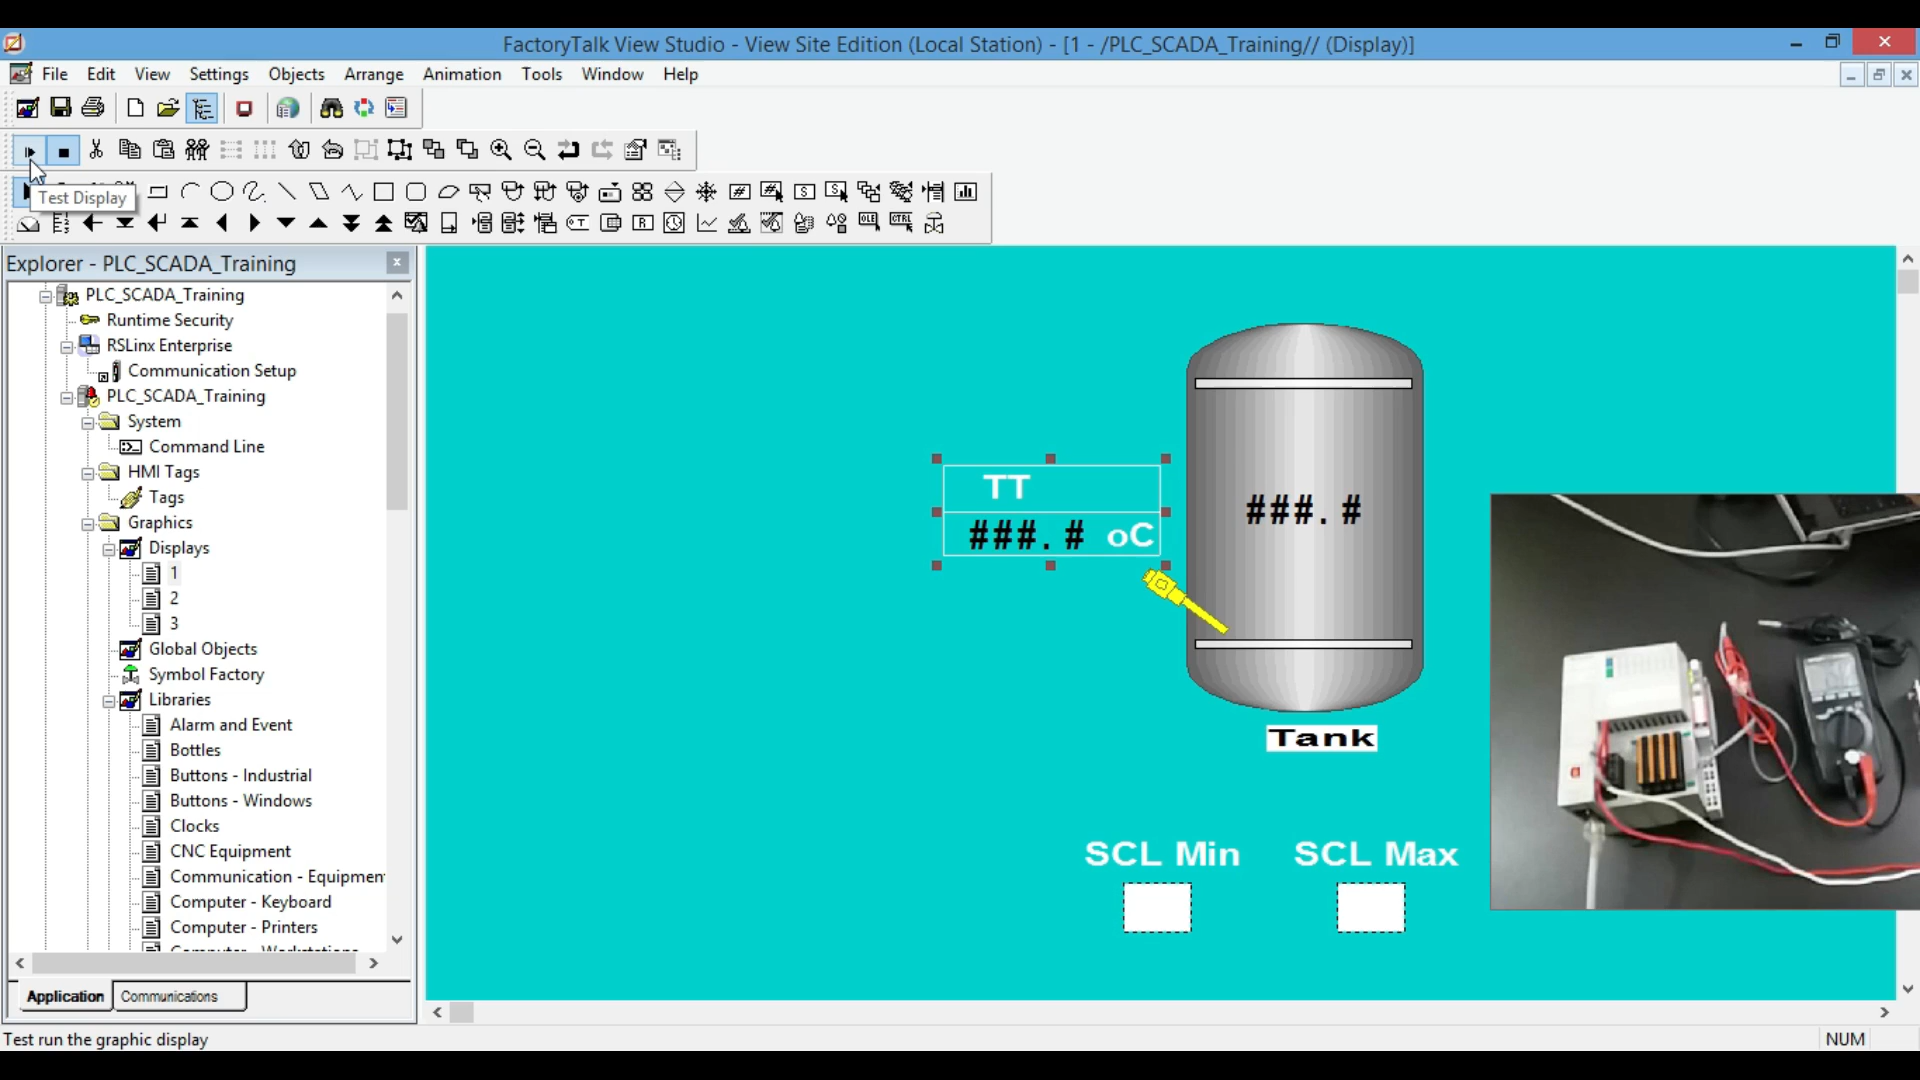 FactoryTalk View Studio - View Site Edition (Local Station) - [1 - /PLC_SCADA_Training// (Display)]
File Edit View Settings Objects Arrange Animation Tools Window Help
Test Display
Explorer - PLC_SCADA_Training
PLC_SCADA_Training
Runtime Security
RSLinx Enterprise
Communication Setup
PLC_SCADA_Training
System
Command Line
HMI Tags
Tags
Graphics
Displays
1
2
3
Global Objects
Symbol Factory
Libraries
Alarm and Event
Bottles
Buttons - Industrial
Buttons - Windows
Clocks
CNC Equipment
Communication - Equipmen
Computer - Keyboard
Computer - Printers
Computer - Workstations
Application Communications
TT
###.# oC
###.#
Tank
SCL Min SCL Max
Test run the graphic display
NUM